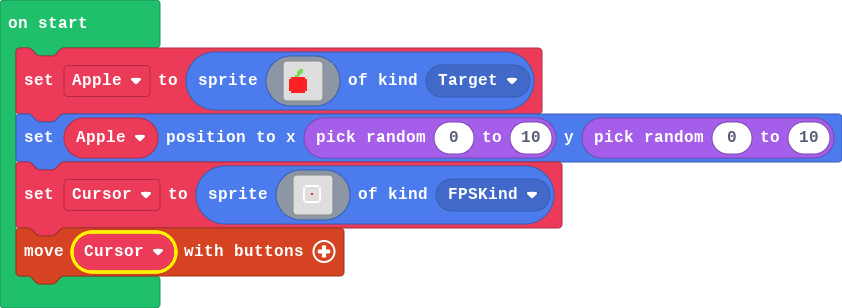 on start
set Apple to sprite of kind Target
set Apple position to x pick random 0 to 10 y pick random 0 to 10
set Cursor to sprite of kind FPSKind
move Cursor with buttons